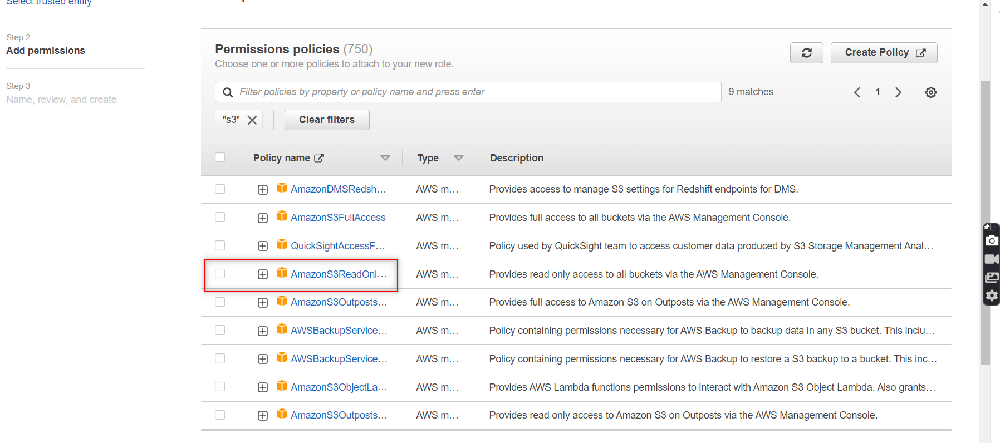 Select trusted entity
Step 2
Add permissions
Step 3
Name, review, and create
Permissions policies (750)
Choose one or more policies to attach to your new role.
Create Policy
Filter policies by property or policy name and press enter
9 matches
1
"s3"
Clear filters
Policy name Type Description
AmazonDMSRedsh... AWS m... Provides access to manage S3 settings for Redshift endpoints for DMS.
AmazonS3FullAccess AWS m... Provides full access to all buckets via the AWS Management Console.
QuickSightAccessF... AWS m... Policy used by QuickSight team to access customer data produced by S3 Storage Management Anal...
AmazonS3ReadOnl... AWS m... Provides read only access to all buckets via the AWS Management Console.
AmazonS3Outposts... AWS m... Provides full access to Amazon S3 on Outposts via the AWS Management Console.
AWSBackupService... AWS m... Policy containing permissions necessary for AWS Backup to backup data in any S3 bucket. This inclu...
AWSBackupService... AWS m... Policy containing permissions necessary for AWS Backup to restore a S3 backup to a bucket. This inc...
AmazonS3ObjectLa... AWS m... Provides AWS Lambda functions permissions to interact with Amazon S3 Object Lambda. Also grants...
AmazonS3Outposts... AWS m... Provides read only access to Amazon S3 on Outposts via the AWS Management Console.